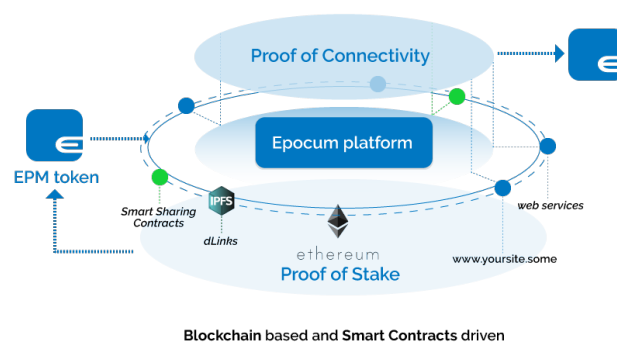 Proof of Connectivity
Epocum platform
EPM token
Smart Sharing
Contracts
IPFS
dLinks
web services
ethereum
www.yoursite.some
Proof of Stake
Blockchain based and Smart Contracts driven